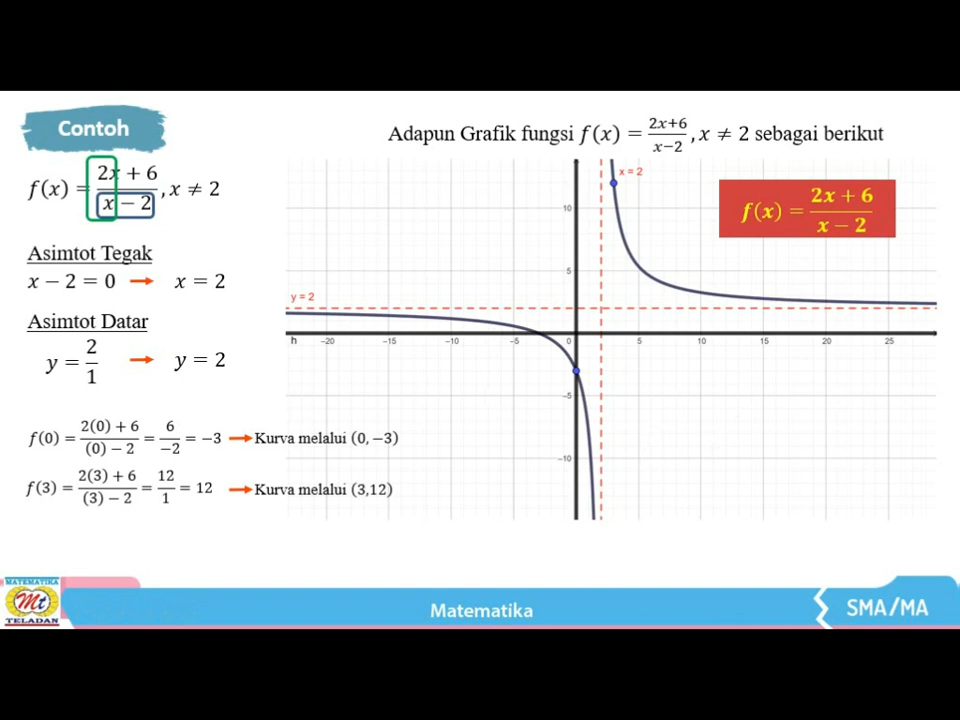 Contoh
f(x) = (2x + 6)/(x − 2), x ≠ 2
Asimtot Tegak
x − 2 = 0 → x = 2
Asimtot Datar
y = 2/1 → y = 2
f(0) = (2(0) + 6)/((0) − 2) = 6/−2 = −3 → Kurva melalui (0, −3)
f(3) = (2(3) + 6)/((3) − 2) = 12/1 = 12 → Kurva melalui (3,12)
Adapun Grafik fungsi f(x) = (2x+6)/(x−2), x ≠ 2 sebagai berikut
x = 2
f(x) = (2x + 6)/(x − 2)
10
5
y = 2
h −20 −15 −10 −5 0 5 10 15 20 25
−5
−10
MATEMATIKA
Mt
TELADAN
Matematika
SMA/MA